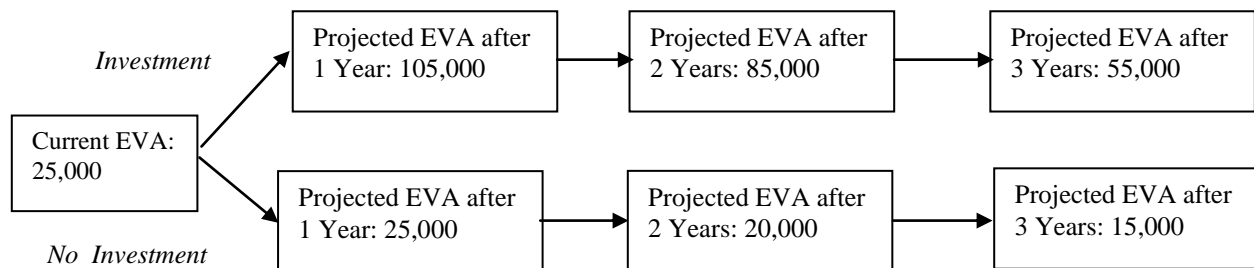 Investment
Projected EVA after
1 Year: 105,000
Projected EVA after
2 Years: 85,000
Projected EVA after
3 Years: 55,000
Current EVA:
25,000
Projected EVA after
1 Year: 25,000
Projected EVA after
2 Years: 20,000
Projected EVA after
3 Years: 15,000
No Investment